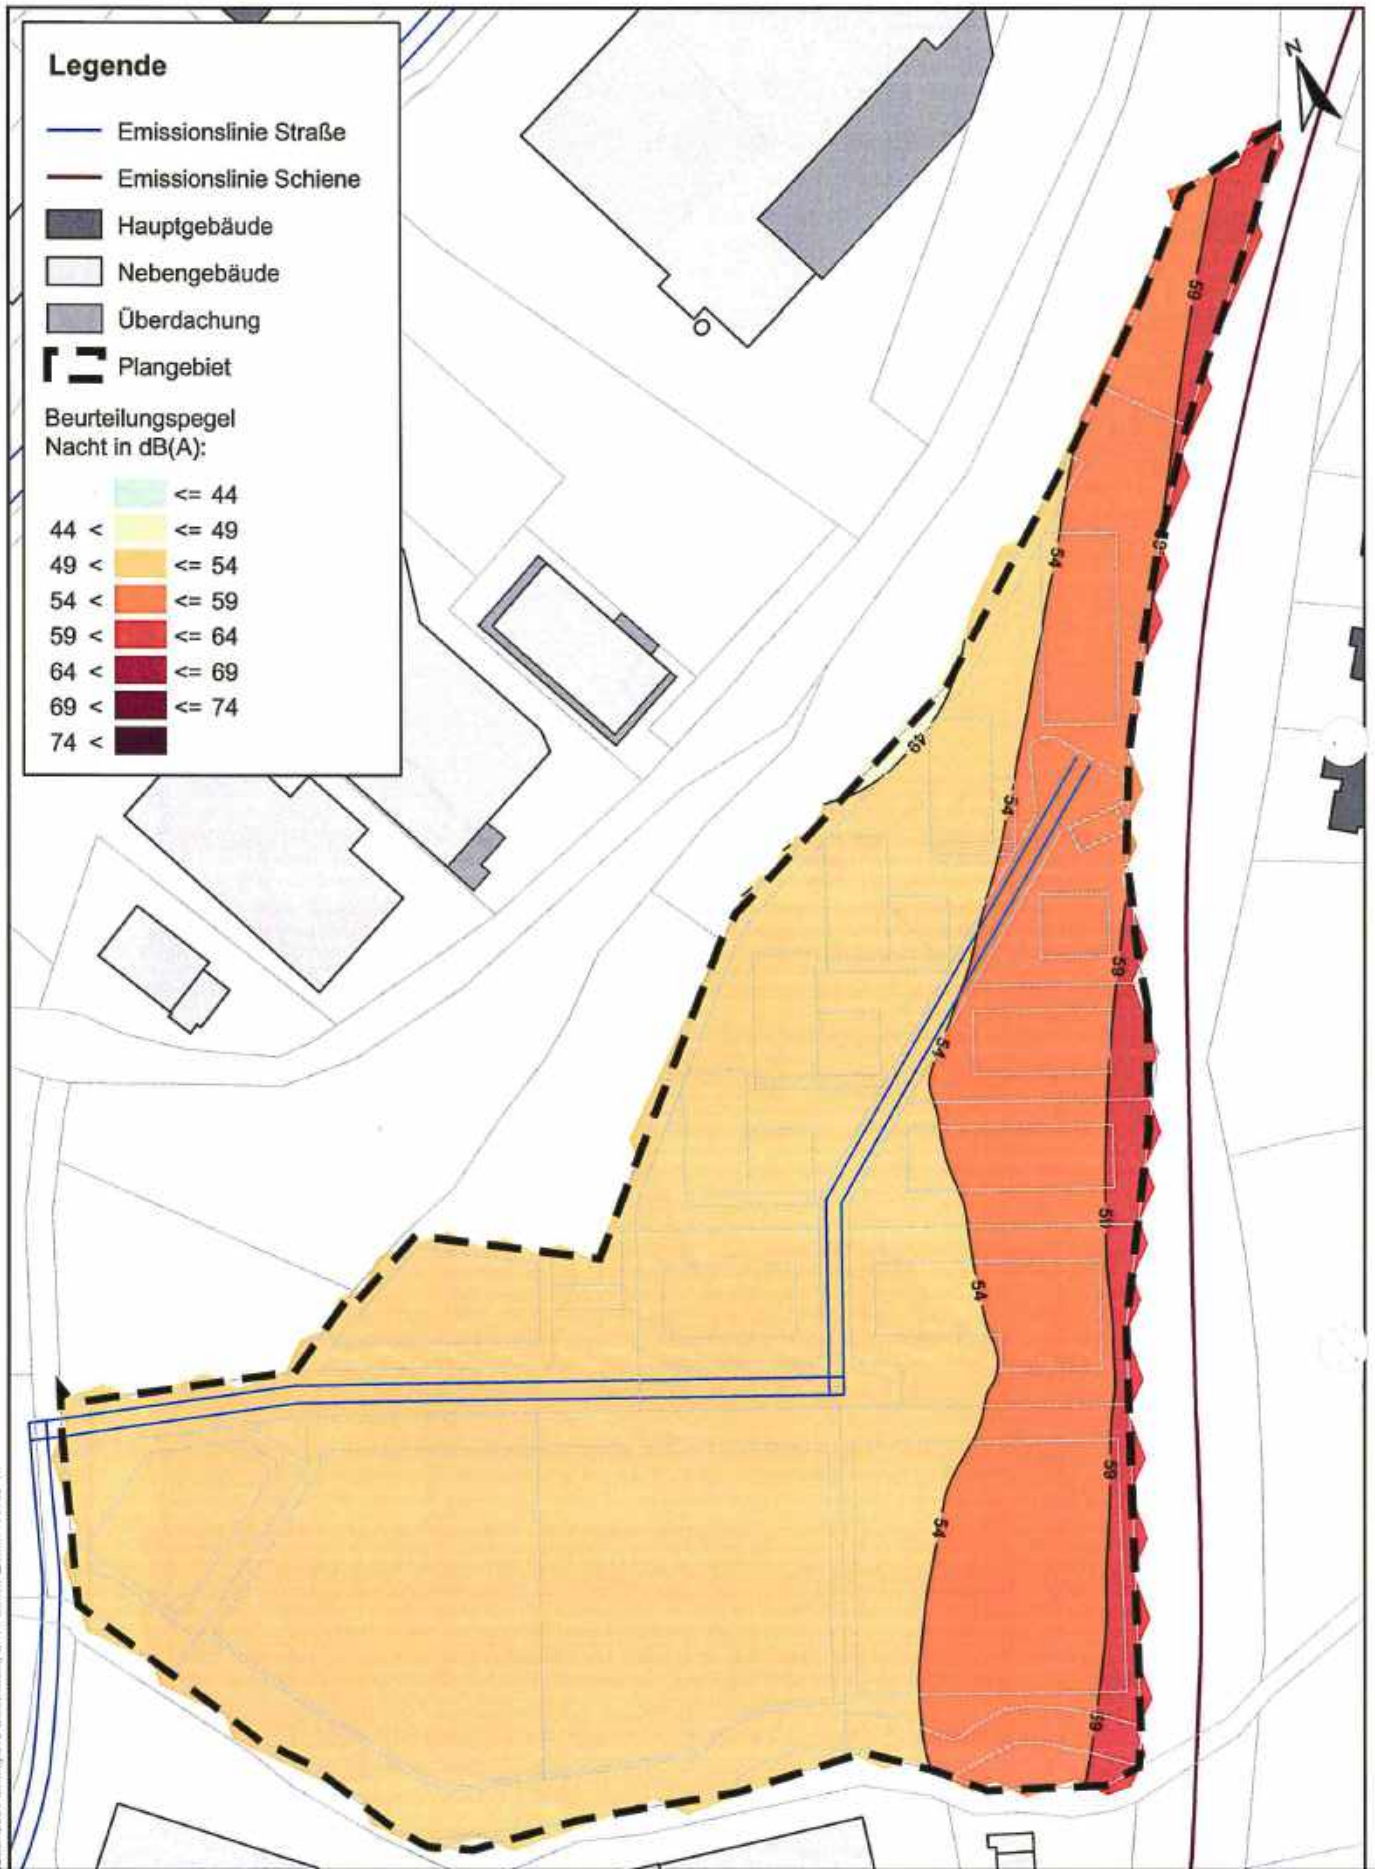 Legende
Emissionslinie Straße
Emissionslinie Schiene
Hauptgebäude
Nebengebäude
Überdachung
Plangebiet
Beurteilungspegel
Nacht in dB(A):
<= 44
44 < <= 49
49 < <= 54
54 < <= 59
59 < <= 64
64 < <= 69
69 < <= 74
74 <
N
59
54
49
54
59
54
54
54
59
59